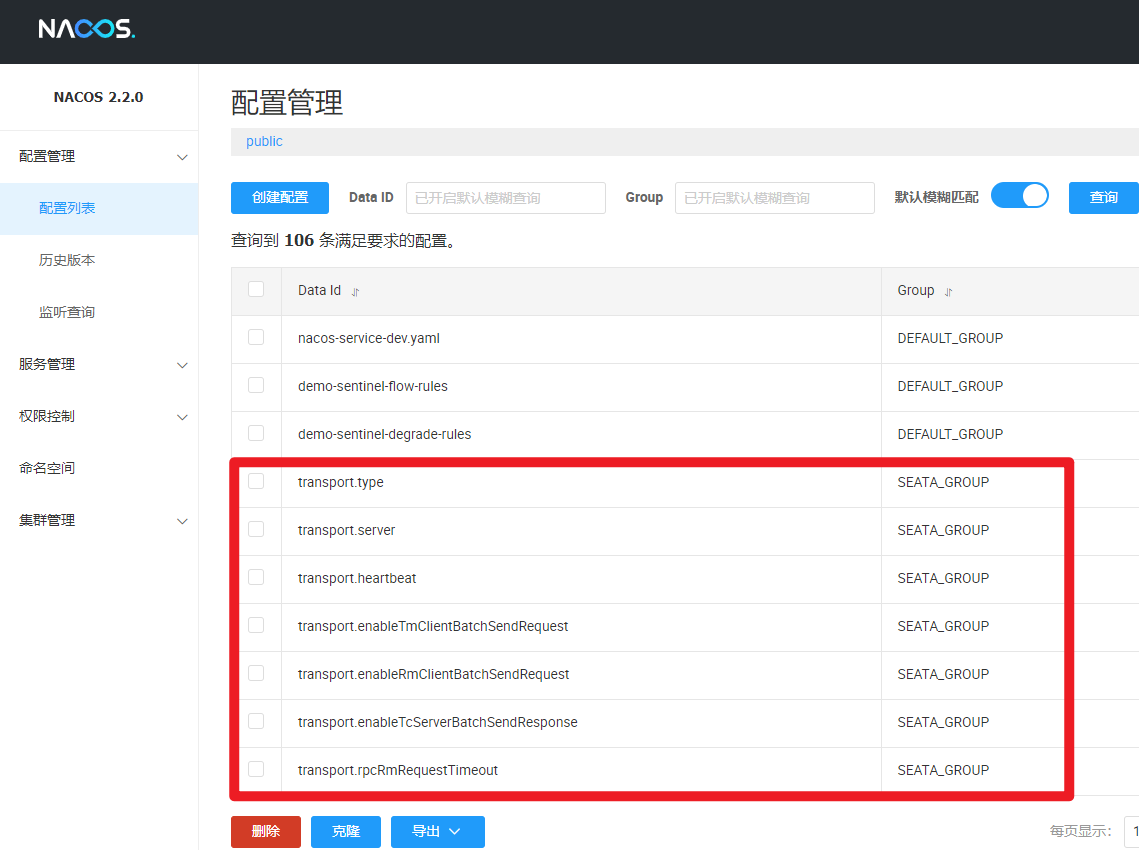 NACOS.
NACOS 2.2.0
配置管理
配置列表
历史版本
监听查询
服务管理
权限控制
命名空间
集群管理
配置管理
public
创建配置 Data ID 已开启默认模糊查询 Group 已开启默认模糊查询 默认模糊匹配 查询
查询到 106 条满足要求的配置。
Data Id Group
nacos-service-dev.yaml DEFAULT_GROUP
demo-sentinel-flow-rules DEFAULT_GROUP
demo-sentinel-degrade-rules DEFAULT_GROUP
transport.type SEATA_GROUP
transport.server SEATA_GROUP
transport.heartbeat SEATA_GROUP
transport.enableTmClientBatchSendRequest SEATA_GROUP
transport.enableRmClientBatchSendRequest SEATA_GROUP
transport.enableTcServerBatchSendResponse SEATA_GROUP
transport.rpcRmRequestTimeout SEATA_GROUP
删除 克隆 导出 每页显示: 1